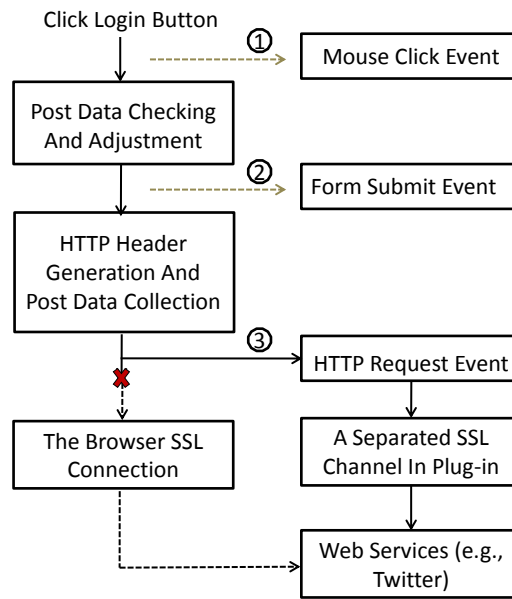 Click Login Button
1
Mouse Click Event
Post Data Checking
And Adjustment
2
Form Submit Event
HTTP Header
Generation And
Post Data Collection
3
HTTP Request Event
The Browser SSL
Connection
A Separated SSL
Channel In Plug-in
Web Services (e.g.,
Twitter)